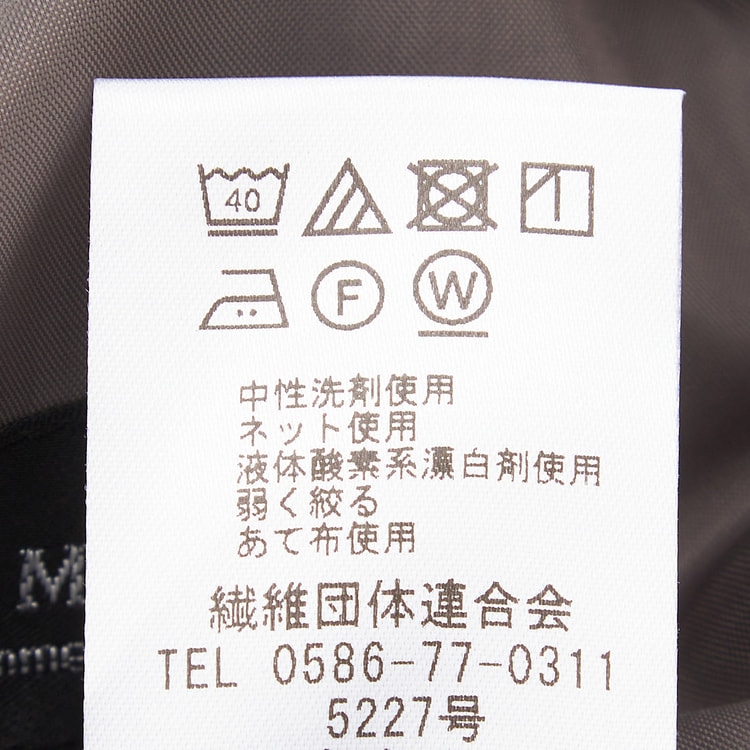 40
F W
中性洗剤使用
ネット使用
液体酸素系漂白剤使用
弱く絞る
あて布使用
繊維団体連合会
TEL 0586-77-0311
5227号